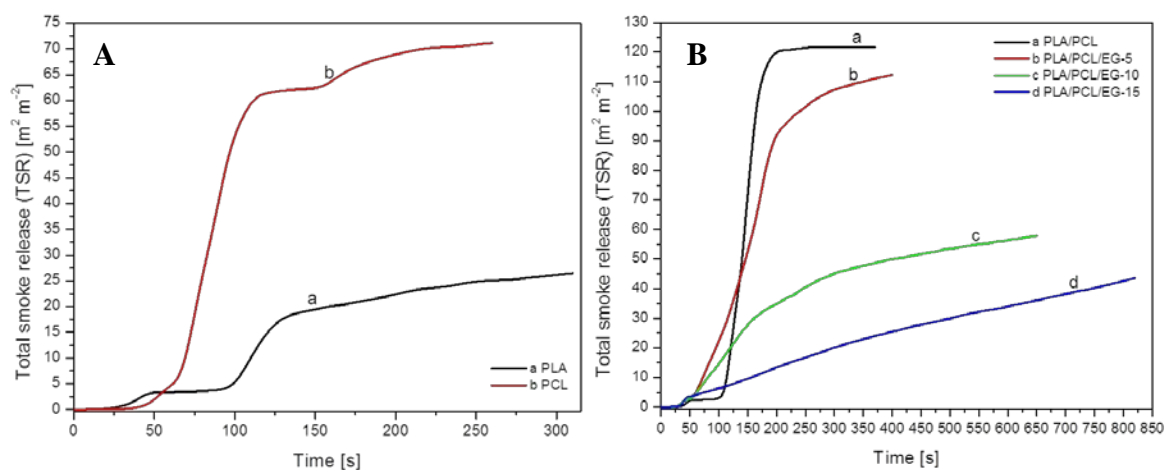 A
75
70
65
60
55
50
45
40
35
30
25
20
15
10
5
0
Total smoke release (TSR) [m² m⁻²]
b
a
a PLA
b PCL
0 50 100 150 200 250 300
Time [s]
B
130
120
110
100
90
80
70
60
50
40
30
20
10
0
Total smoke release (TSR) [m² m⁻²]
a
b
c
d
a PLA/PCL
b PLA/PCL/EG-5
c PLA/PCL/EG-10
d PLA/PCL/EG-15
0 50 100 150 200 250 300 350 400 450 500 550 600 650 700 750 800 850
Time [s]